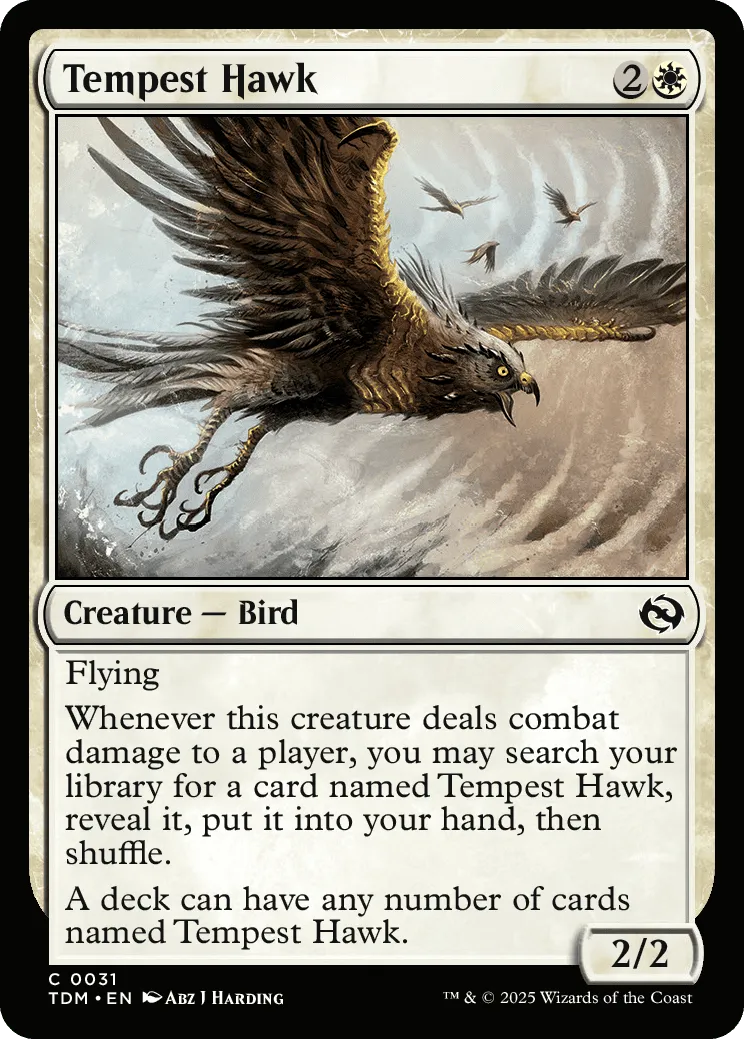 Tempest Hawk
2
Creature — Bird
Flying
Whenever this creature deals combat
damage to a player, you may search your
library for a card named Tempest Hawk,
reveal it, put it into your hand, then
shuffle.
A deck can have any number of cards
named Tempest Hawk.
2/2
C 0031
TDM • EN Abz J Harding
™ & © 2025 Wizards of the Coast